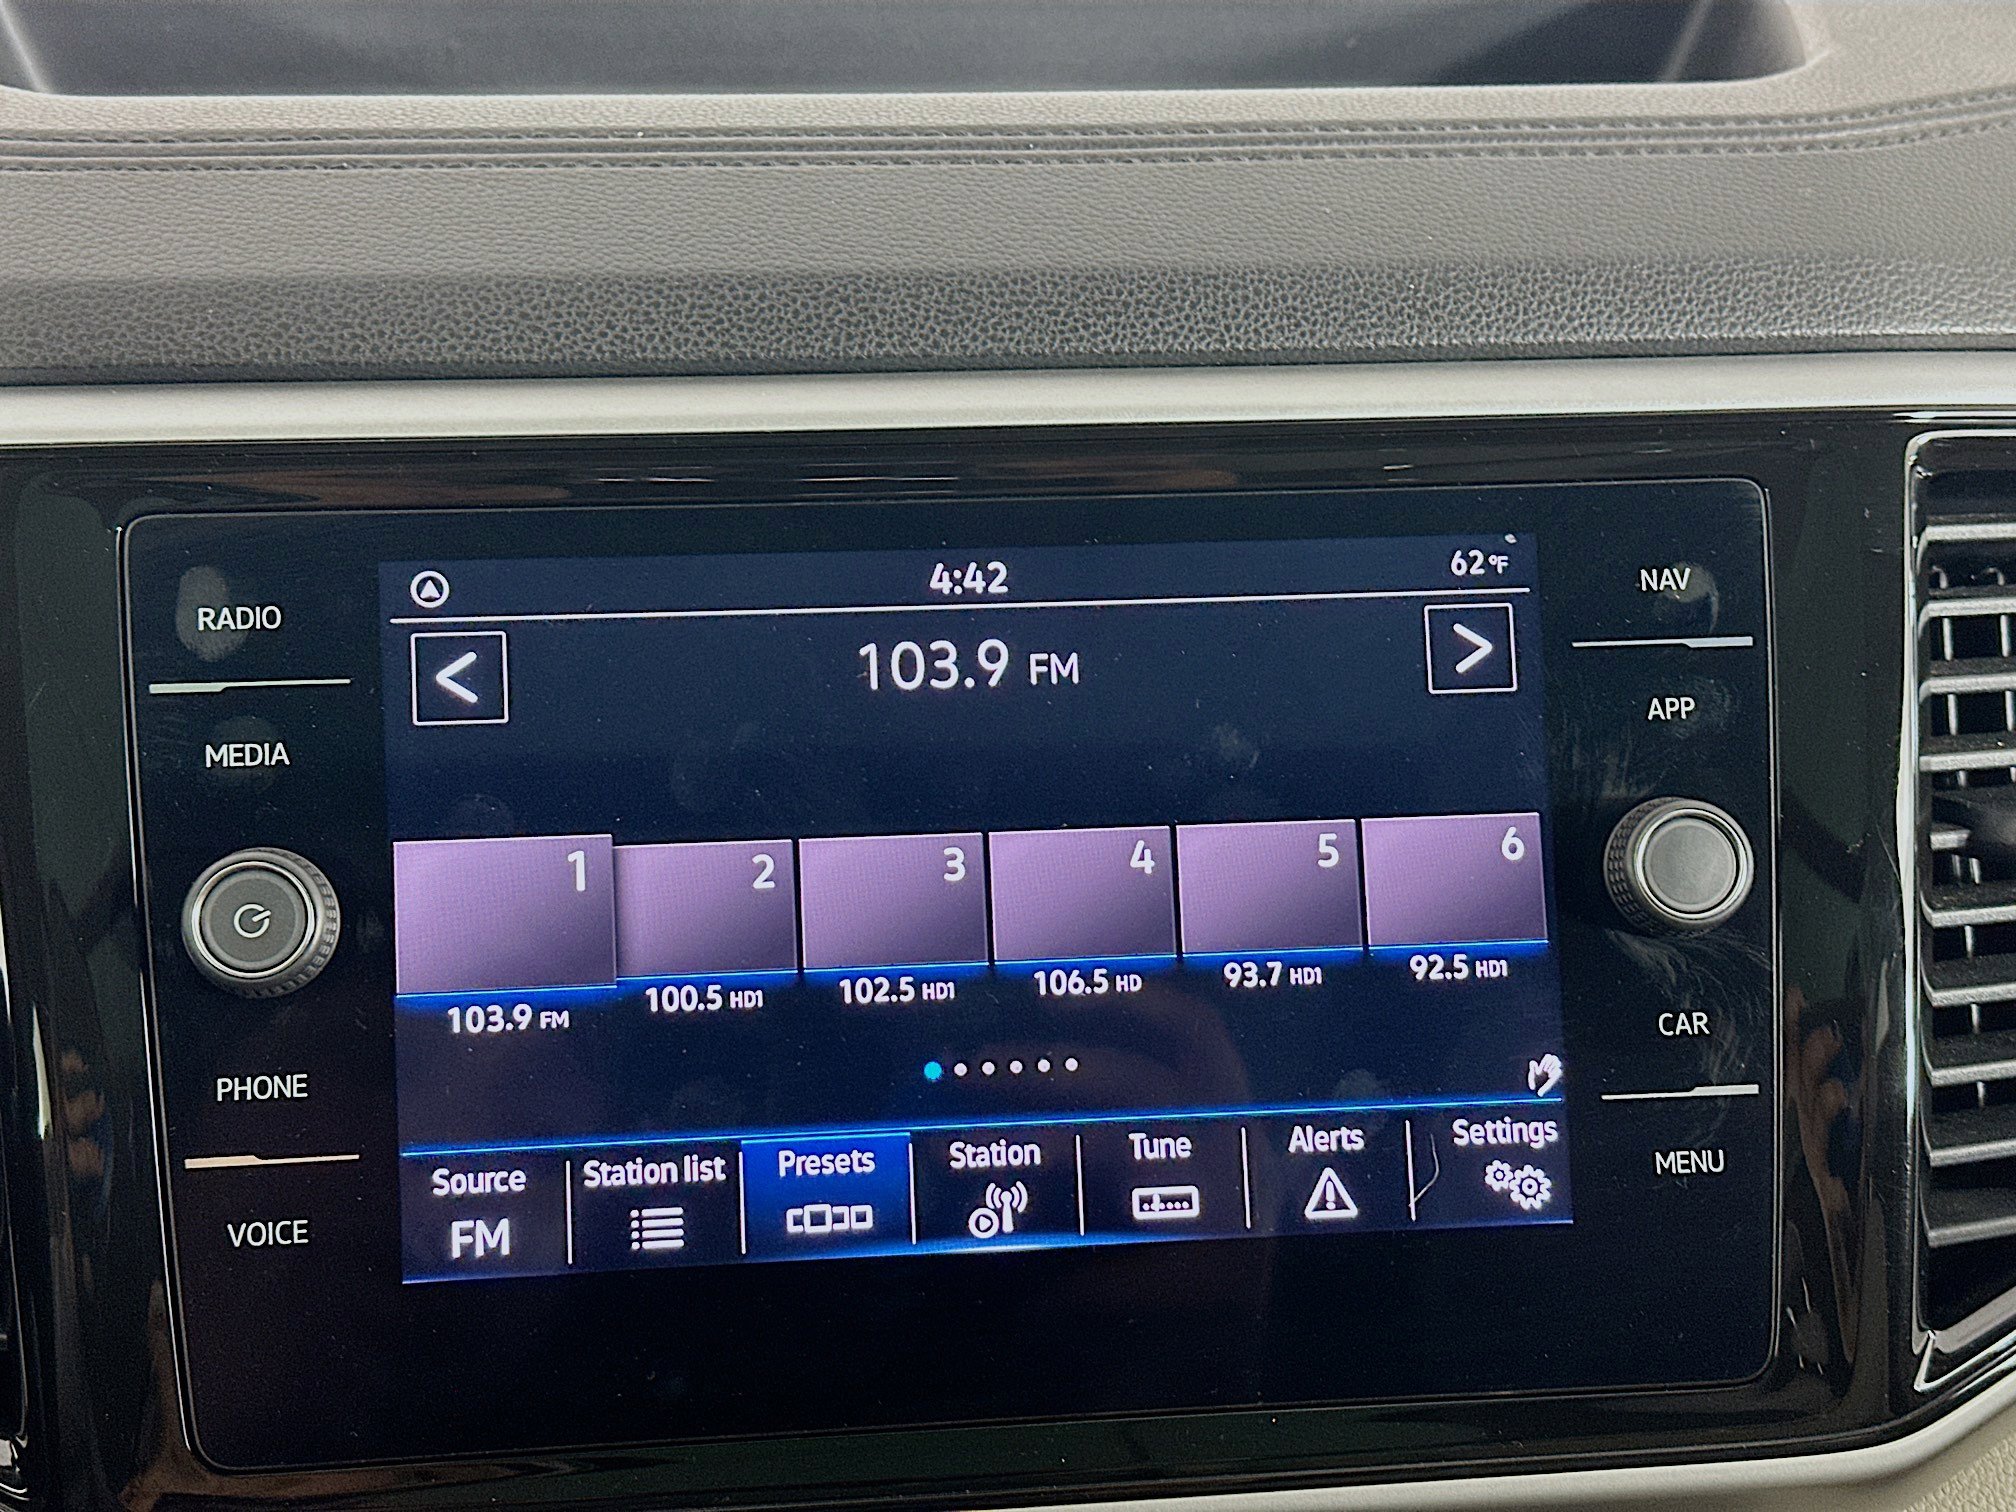 RADIO
MEDIA
PHONE
VOICE
4:42
62°F
103.9 FM
1
2
3
4
5
6
103.9 FM
100.5 HD1
102.5 HD1
106.5 HD
93.7 HD1
92.5 HD1
Source
FM
Station list
Presets
Station
Tune
Alerts
Settings
NAV
APP
CAR
MENU